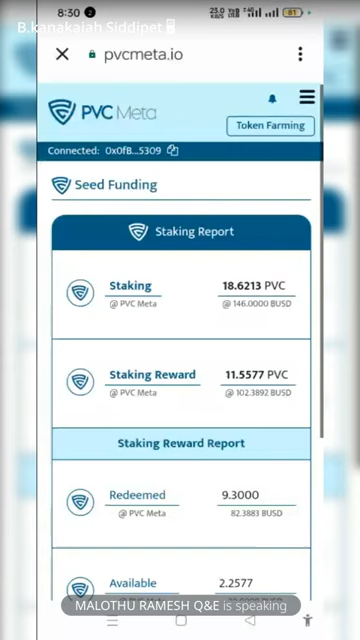 8:30 2
B.kanakaiah Siddipet
pvcmeta.io
PVC Meta
Token Farming
Connected: 0x0fB...5309
Seed Funding
Staking Report
Staking 18.6213 PVC
@ PVC Meta @ 146.0000 BUSD
Staking Reward 11.5577 PVC
@ PVC Meta @ 102.3892 BUSD
Staking Reward Report
Redeemed 9.3000
@ PVC Meta 82.3883 BUSD
Available 2.2577
MALOTHU RAMESH Q&E is speaking